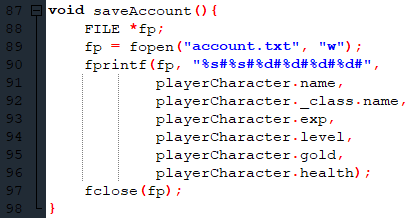 87 void saveAccount(){
88 FILE *fp;
89 fp = fopen("account.txt", "w");
90 fprintf(fp, "%s#%s#%d#%d#%d#%d#",
91 playerCharacter.name,
92 playerCharacter._class.name,
93 playerCharacter.exp,
94 playerCharacter.level,
95 playerCharacter.gold,
96 playerCharacter.health);
97 fclose(fp);
98 }